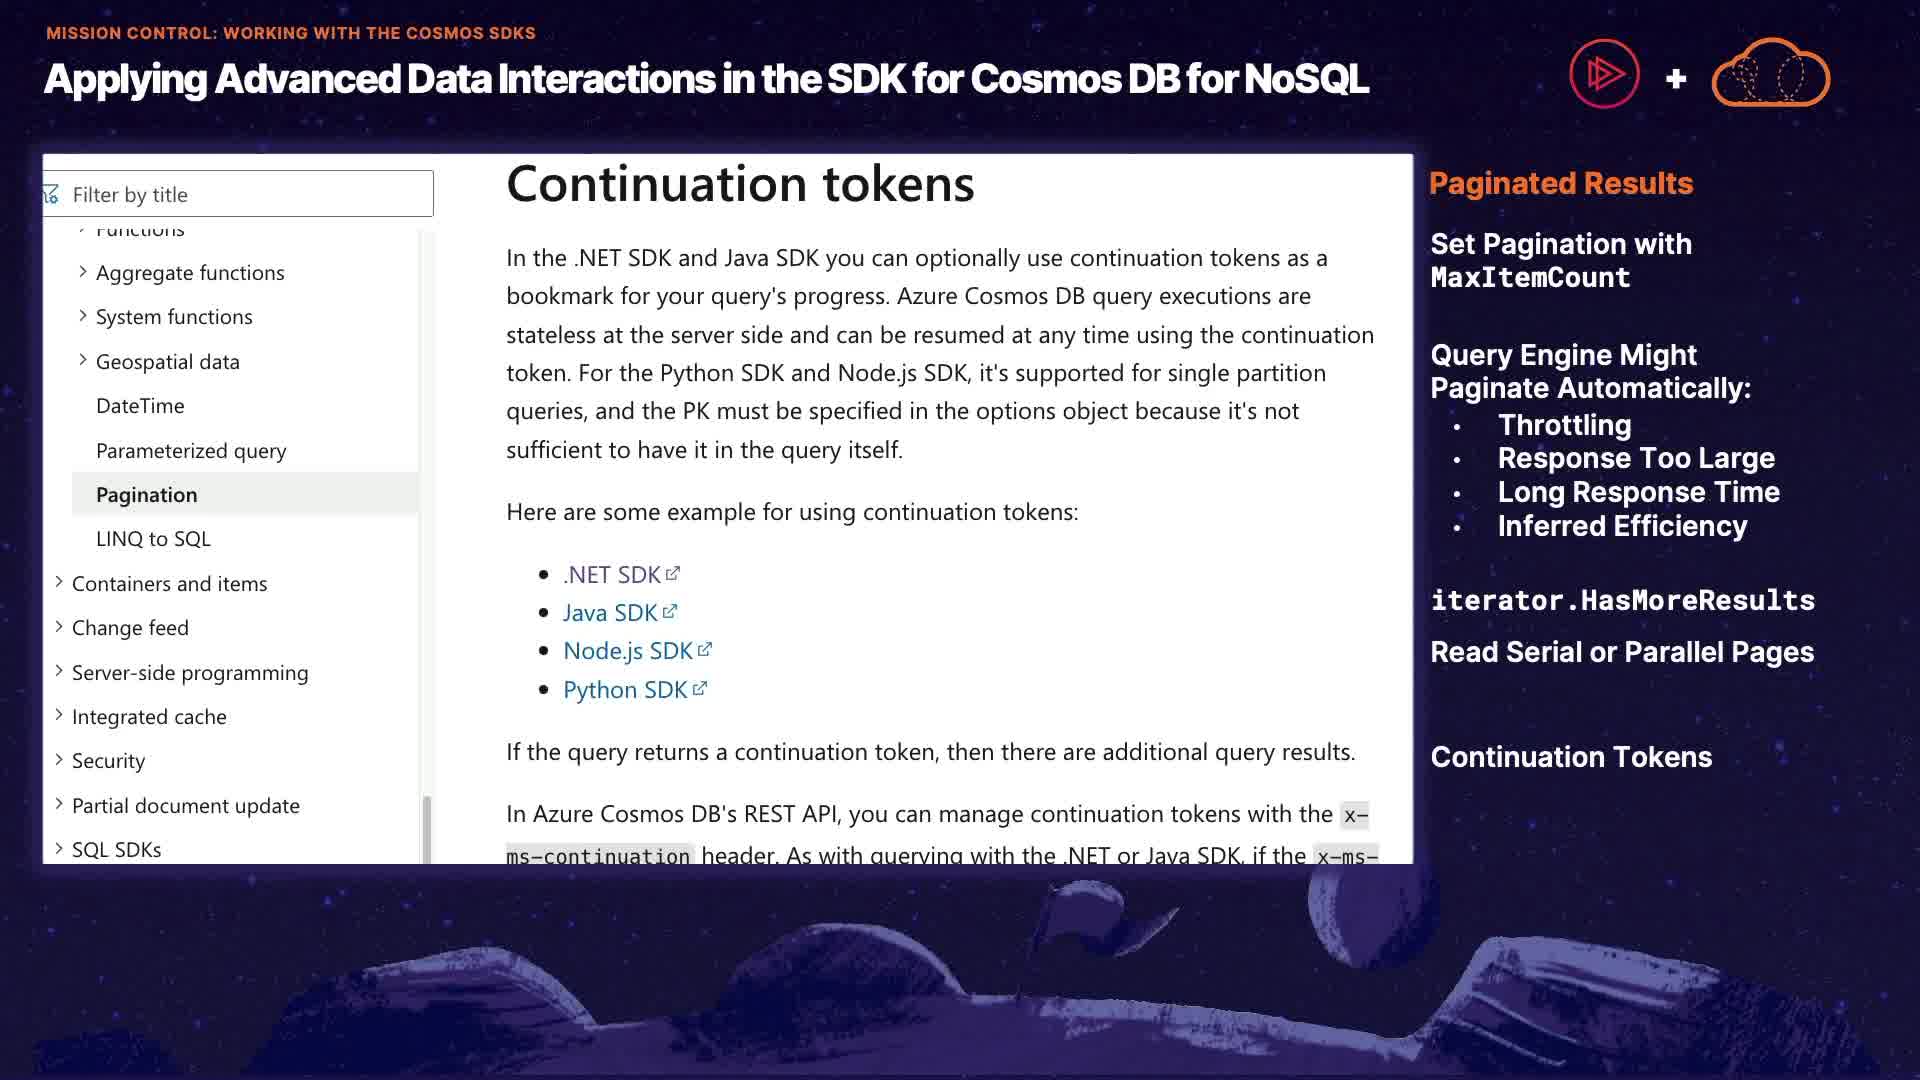 MISSION CONTROL: WORKING WITH THE COSMOS SDKS
Applying Advanced Data Interactions in the SDK for Cosmos DB for NoSQL
Filter by title
Functions
Aggregate functions
System functions
Geospatial data
DateTime
Parameterized query
Pagination
LINQ to SQL
Containers and items
Change feed
Server-side programming
Integrated cache
Security
Partial document update
SQL SDKs
Continuation tokens
In the .NET SDK and Java SDK you can optionally use continuation tokens as a
bookmark for your query's progress. Azure Cosmos DB query executions are
stateless at the server side and can be resumed at any time using the continuation
token. For the Python SDK and Node.js SDK, it's supported for single partition
queries, and the PK must be specified in the options object because it's not
sufficient to have it in the query itself.
Here are some example for using continuation tokens:
• .NET SDK
• Java SDK
• Node.js SDK
• Python SDK
If the query returns a continuation token, then there are additional query results.
In Azure Cosmos DB's REST API, you can manage continuation tokens with the x-
ms-continuation header. As with querying with the .NET or Java SDK, if the x-ms-
Paginated Results
Set Pagination with
MaxItemCount
Query Engine Might
Paginate Automatically:
• Throttling
• Response Too Large
• Long Response Time
• Inferred Efficiency
iterator.HasMoreResults
Read Serial or Parallel Pages
Continuation Tokens